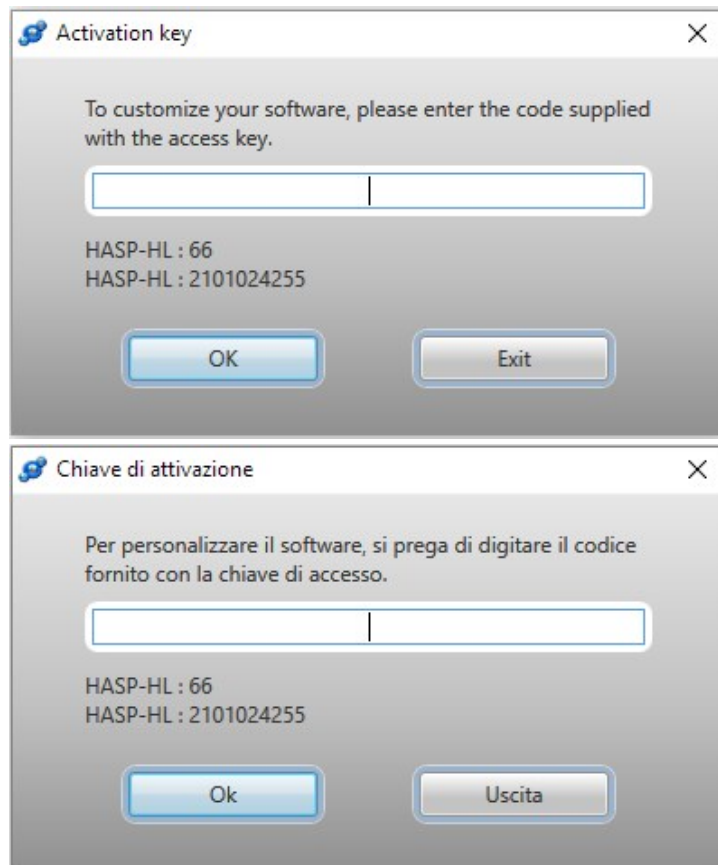 Activation key
To customize your software, please enter the code supplied
with the access key.
HASP-HL : 66
HASP-HL : 2101024255
OK
Exit
Chiave di attivazione
Per personalizzare il software, si prega di digitare il codice
fornito con la chiave di accesso.
HASP-HL : 66
HASP-HL : 2101024255
Ok
Uscita